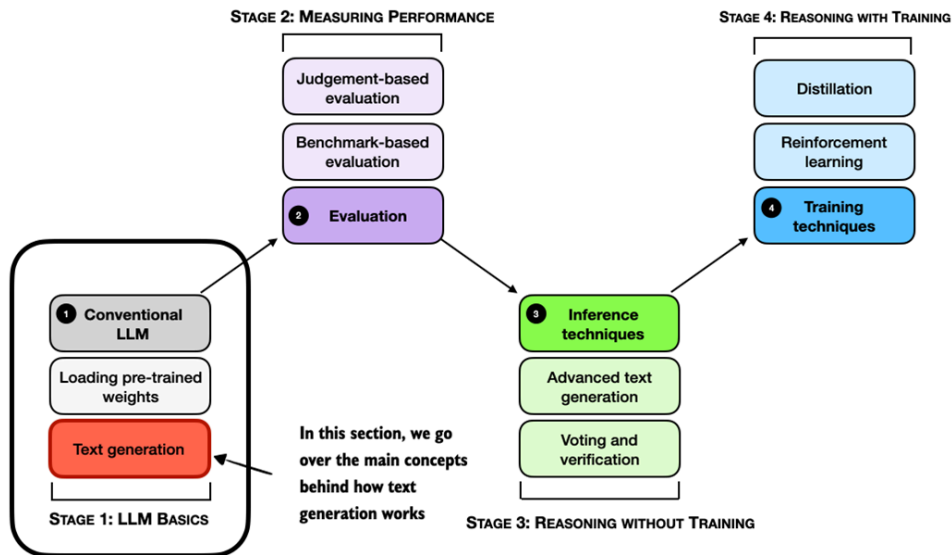 STAGE 2: MEASURING PERFORMANCE
Judgement-based
evaluation
Benchmark-based
evaluation
2 Evaluation
STAGE 4: REASONING WITH TRAINING
Distillation
Reinforcement
learning
4 Training
techniques
1 Conventional
LLM
Loading pre-trained
weights
Text generation
STAGE 1: LLM BASICS
In this section, we go
over the main concepts
behind how text
generation works
3 Inference
techniques
Advanced text
generation
Voting and
verification
STAGE 3: REASONING WITHOUT TRAINING